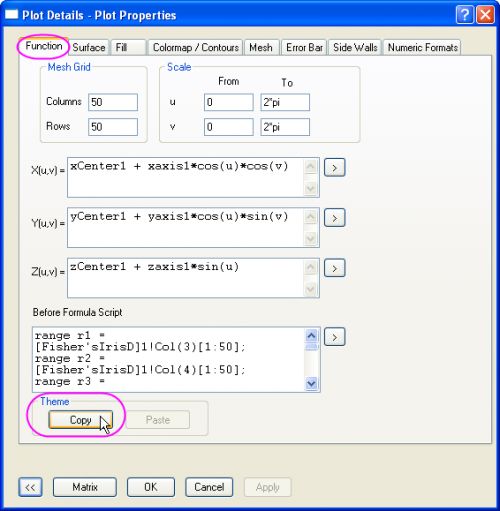 Plot Details - Plot Properties
Function Surface Fill Colormap / Contours Mesh Error Bar Side Walls Numeric Formats
Mesh Grid
Columns 50
Rows 50
Scale
From To
u 0 2*pi
v 0 2*pi
X(u,v) = xCenter1 + xaxis1*cos(u)*cos(v) >
Y(u,v) = yCenter1 + yaxis1*cos(u)*sin(v) >
Z(u,v) = zCenter1 + zaxis1*sin(u) >
Before Formula Script
range r1 =
[Fisher'sIrisD]1!Col(3)[1:50];
range r2 =
[Fisher'sIrisD]1!Col(4)[1:50];
range r3 =
>
Theme
Copy Paste
<< Matrix OK Cancel Apply